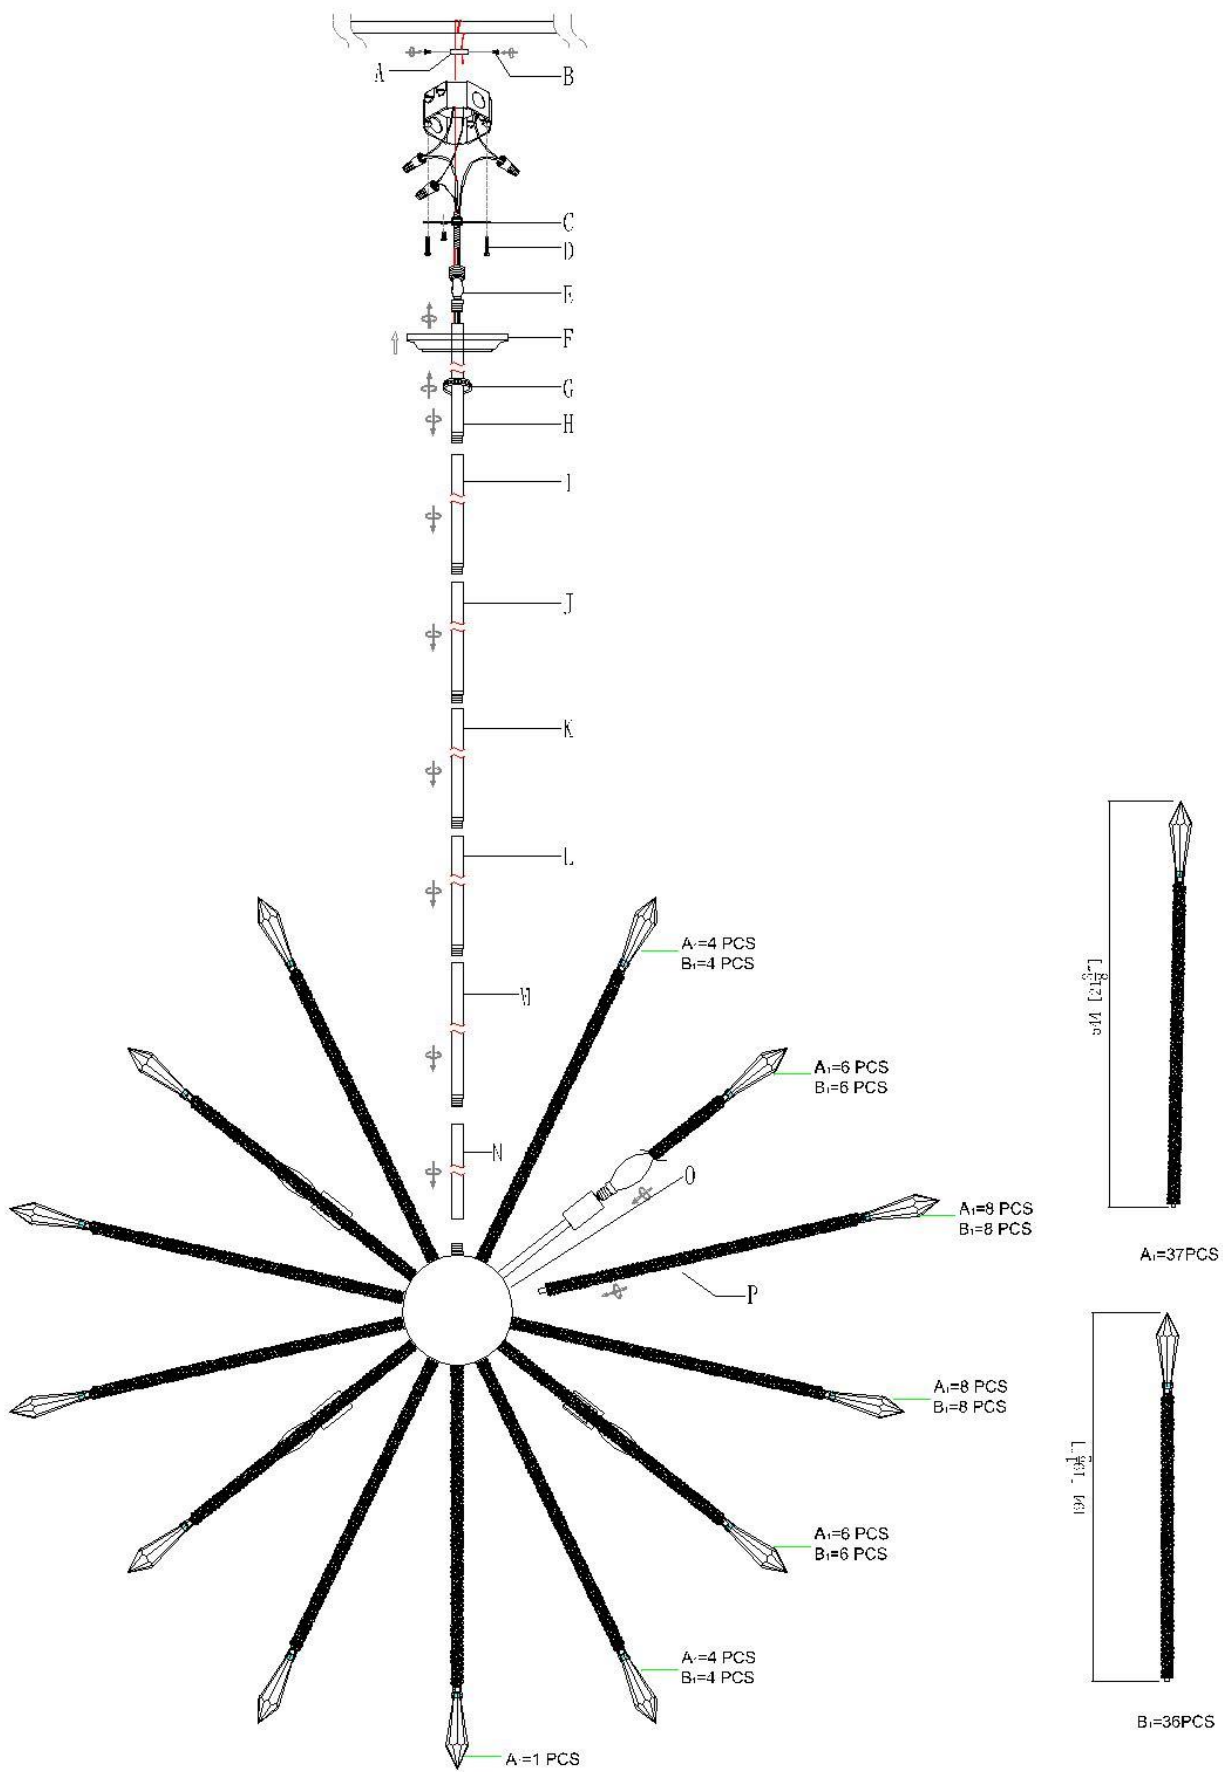 A
B
C
D
E
F
G
H
I
J
K
L
M
N
O
P
A₁=4 PCS
B₁=4 PCS
A₁=6 PCS
B₁=6 PCS
A₁=8 PCS
B₁=8 PCS
A₁=8 PCS
B₁=8 PCS
A₁=6 PCS
B₁=6 PCS
A₁=4 PCS
B₁=4 PCS
A₁=1 PCS
A₁=37PCS
B₁=36PCS